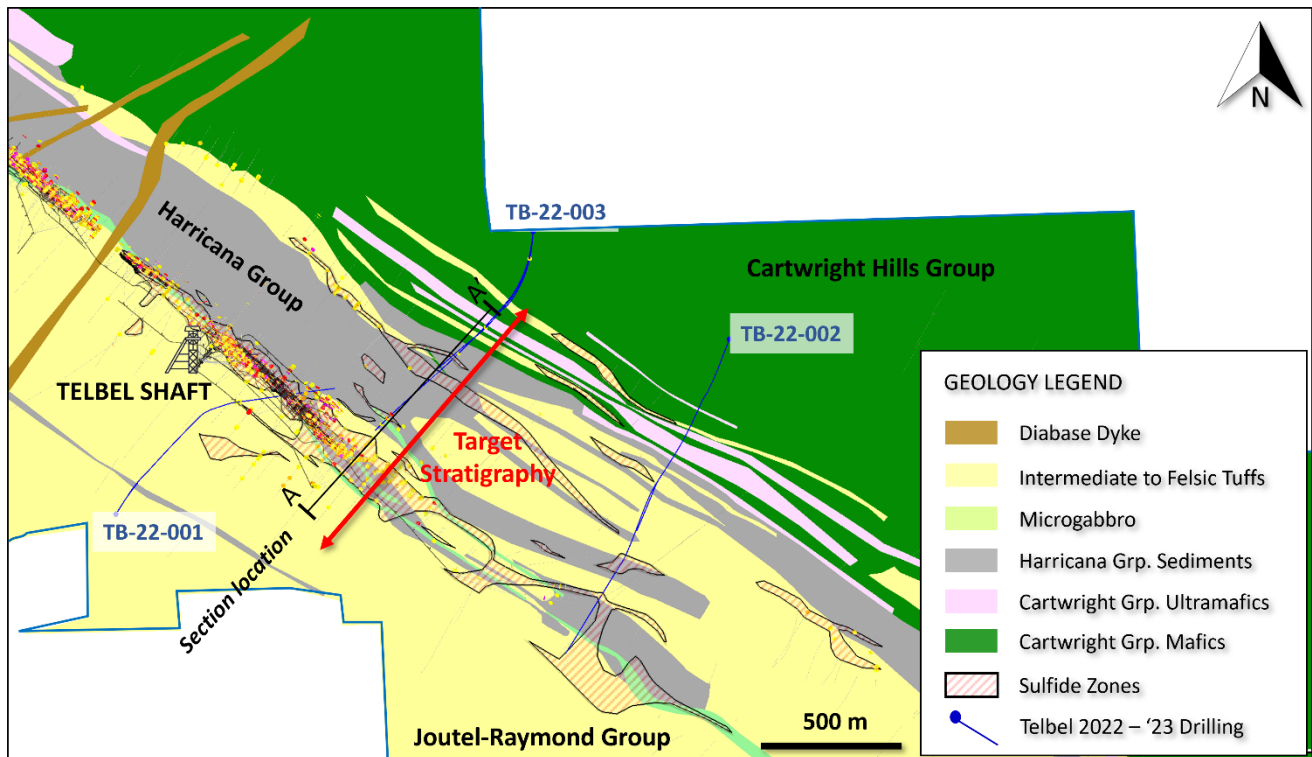 N
TB-22-003
Harricana Group
Cartwright Hills Group
A'
TB-22-002
TELBEL SHAFT
Target
Stratigraphy
A
TB-22-001
Section location
Joutel-Raymond Group
500 m
GEOLOGY LEGEND
Diabase Dyke
Intermediate to Felsic Tuffs
Microgabbro
Harricana Grp. Sediments
Cartwright Grp. Ultramafics
Cartwright Grp. Mafics
Sulfide Zones
Telbel 2022 – ‘23 Drilling